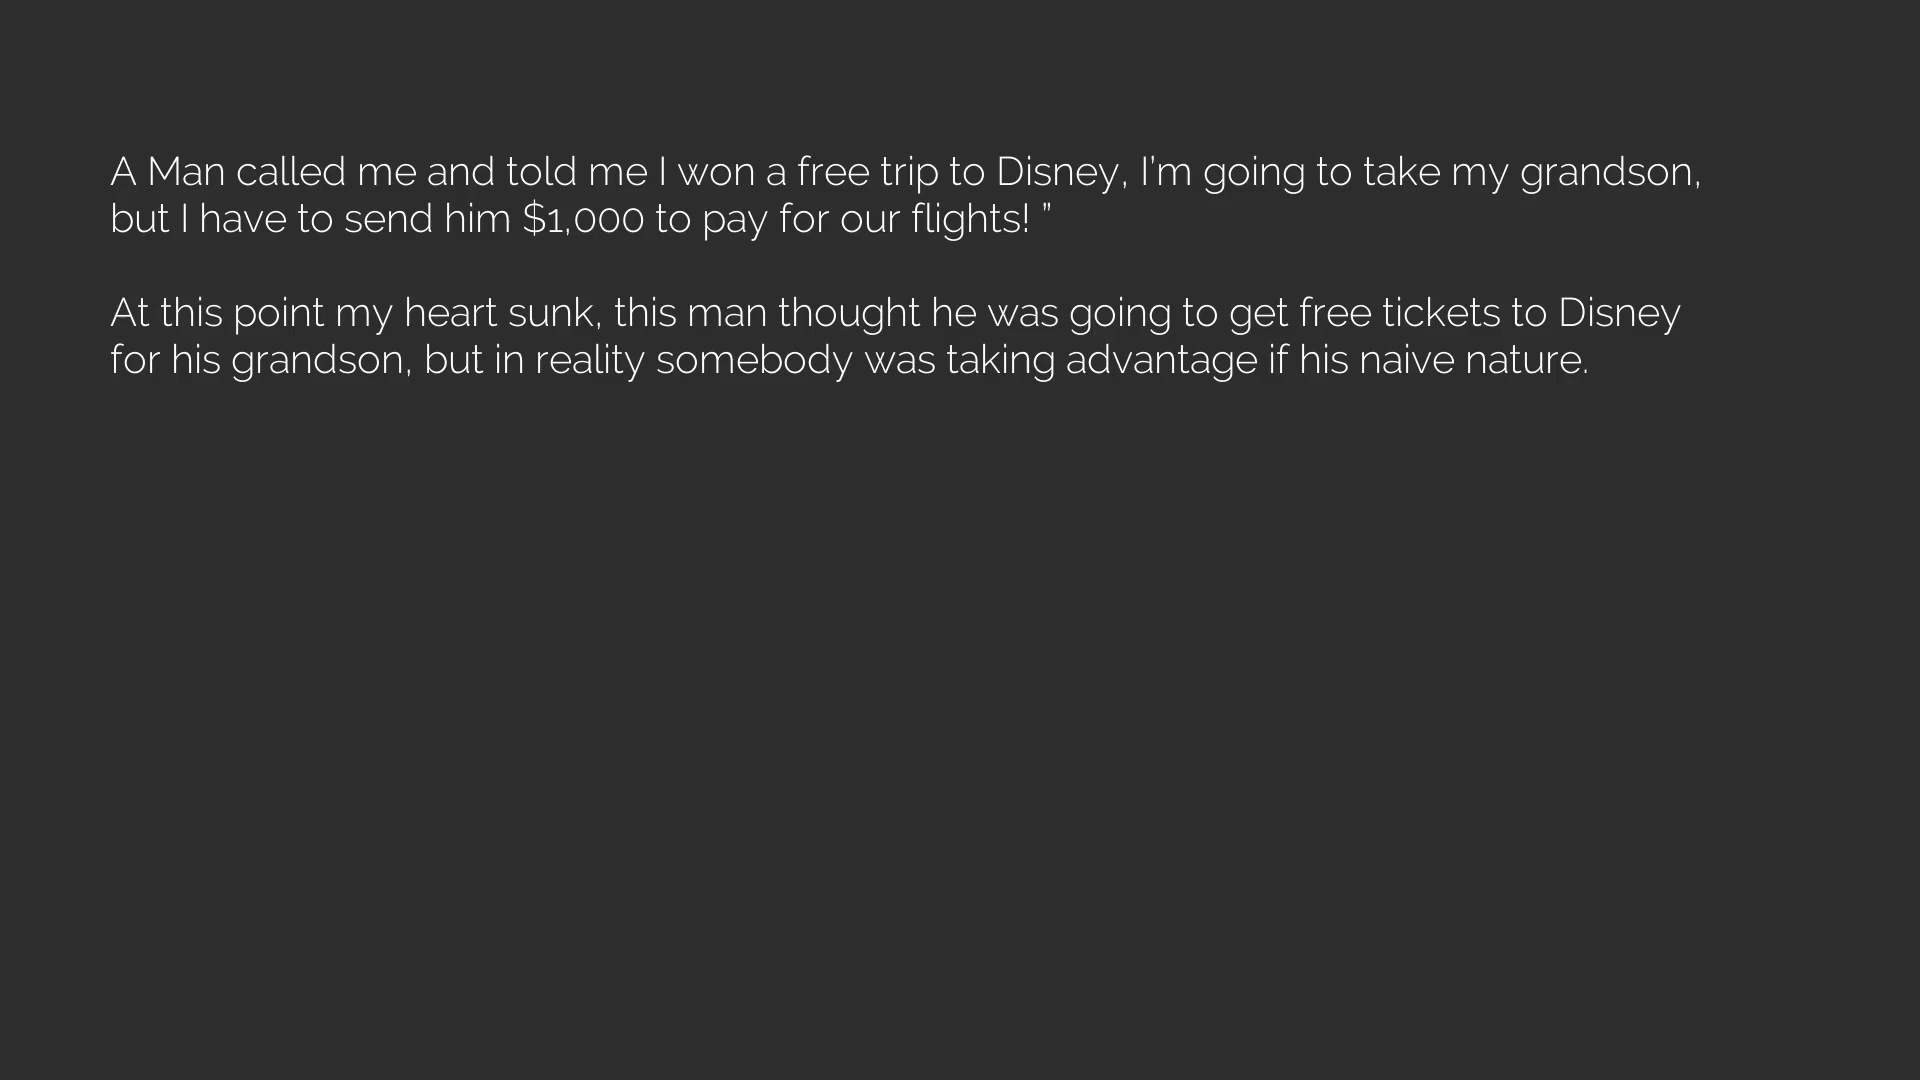 A Man called me and told me I won a free trip to Disney, I’m going to take my grandson,
but I have to send him $1,000 to pay for our flights! ”
At this point my heart sunk, this man thought he was going to get free tickets to Disney
for his grandson, but in reality somebody was taking advantage if his naive nature.